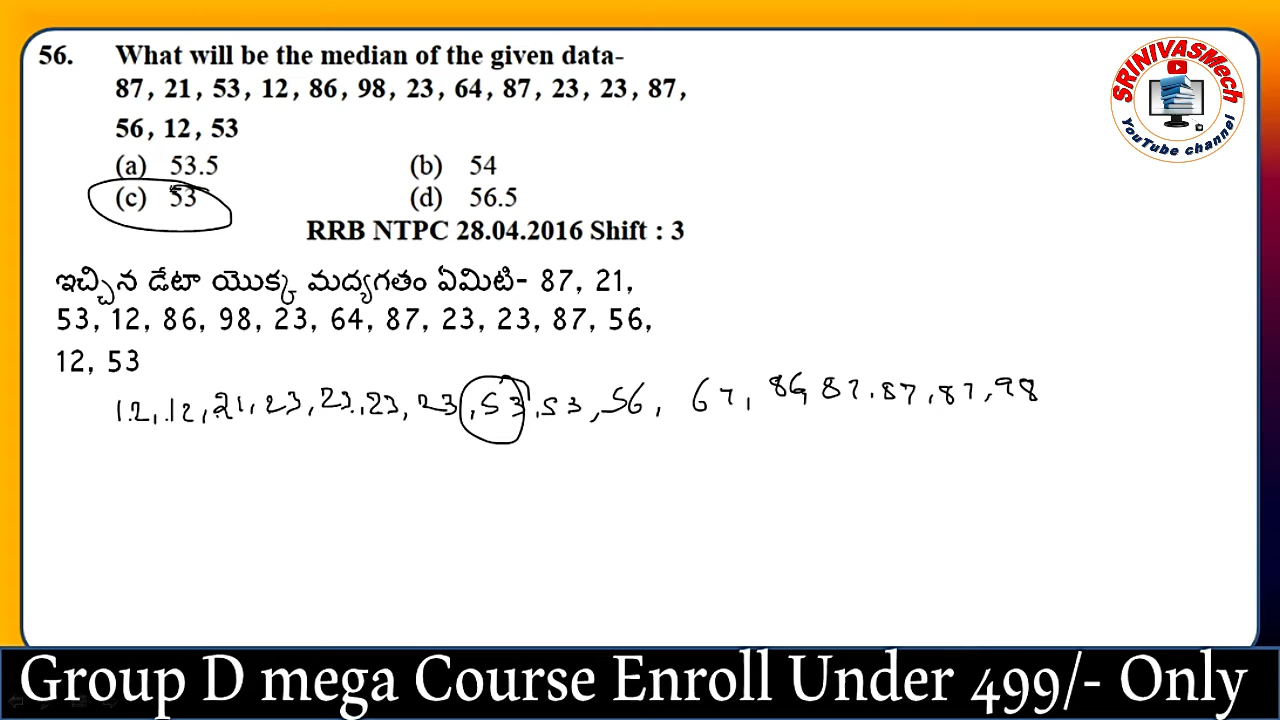 56. What will be the median of the given data-
87, 21, 53, 12, 86, 98, 23, 64, 87, 23, 23, 87,
56, 12, 53
(a) 53.5 (b) 54
(c) 53 (d) 56.5
RRB NTPC 28.04.2016 Shift : 3
ఇచ్చిన డేటా యొక్క మద్యగతం ఏమిటి- 87, 21,
53, 12, 86, 98, 23, 64, 87, 23, 23, 87, 56,
12, 53
12, 12, 21, 23, 23, 23, 23, 53, 53, 56, 67, 86, 87, 87, 87, 98
SRINIVASMech
YouTube channel
Group D mega Course Enroll Under 499/- Only